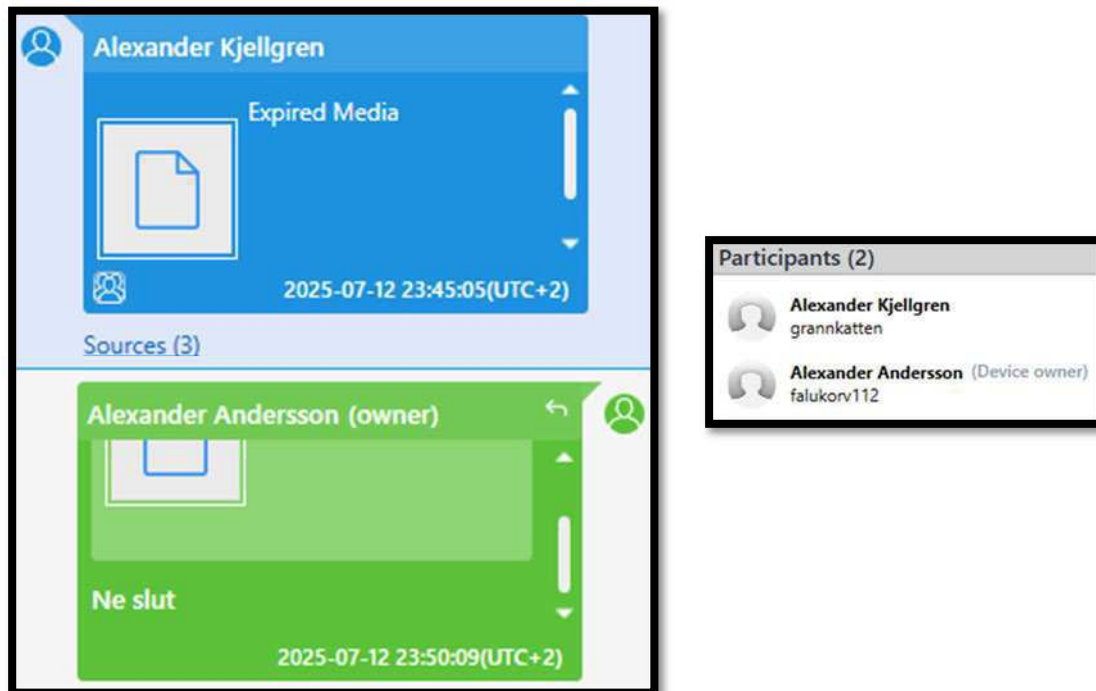 Alexander Kjellgren
Expired Media
2025-07-12 23:45:05(UTC+2)
Sources (3)
Alexander Andersson (owner)
Ne slut
2025-07-12 23:50:09(UTC+2)
Participants (2)
Alexander Kjellgren
grannkatten
Alexander Andersson (Device owner)
falukorv112